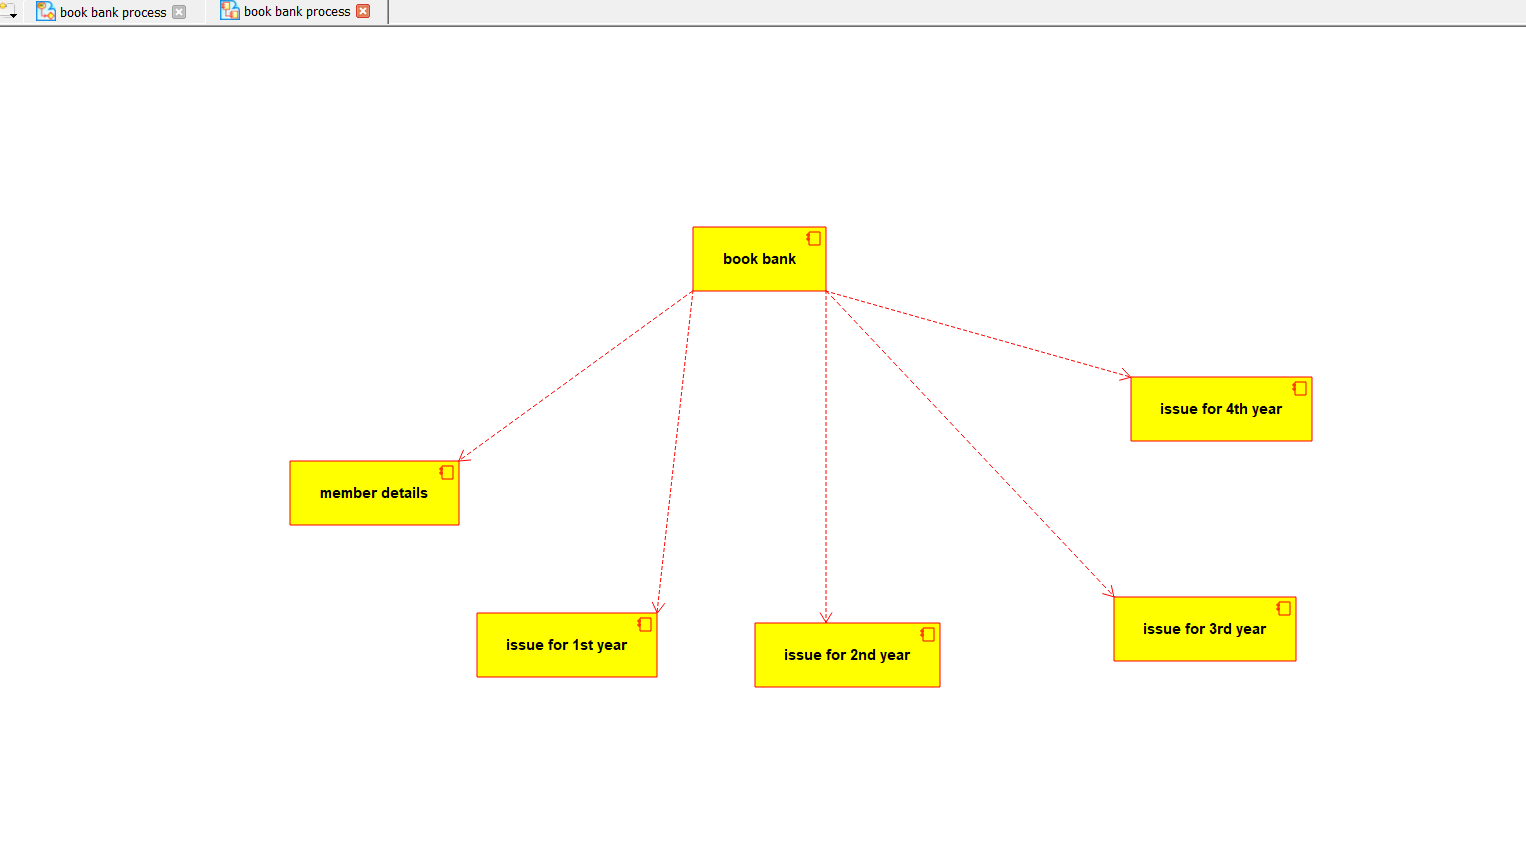 book bank process
book bank process
book bank
issue for 4th year
member details
issue for 1st year
issue for 2nd year
issue for 3rd year